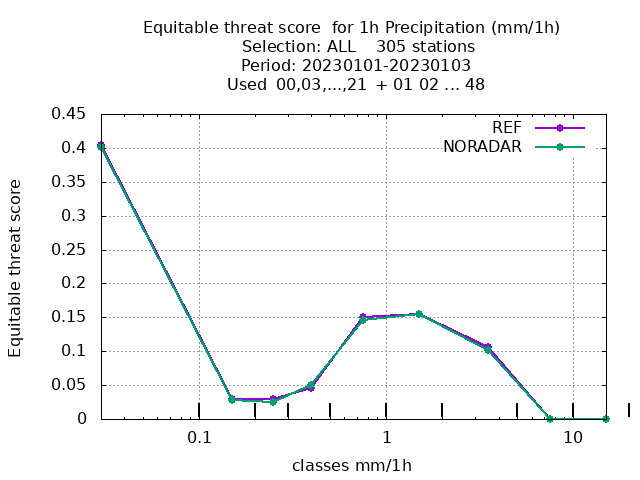 Equitable threat score  for 1h Precipitation (mm/1h)
Selection: ALL    305 stations
Period: 20230101-20230103
Used  00,03,...,21  + 01 02 ... 48
REF
NORADAR
0.45
0.4
0.35
0.3
0.25
0.2
0.15
0.1
0.05
0
Equitable threat score
0.1
1
10
classes mm/1h